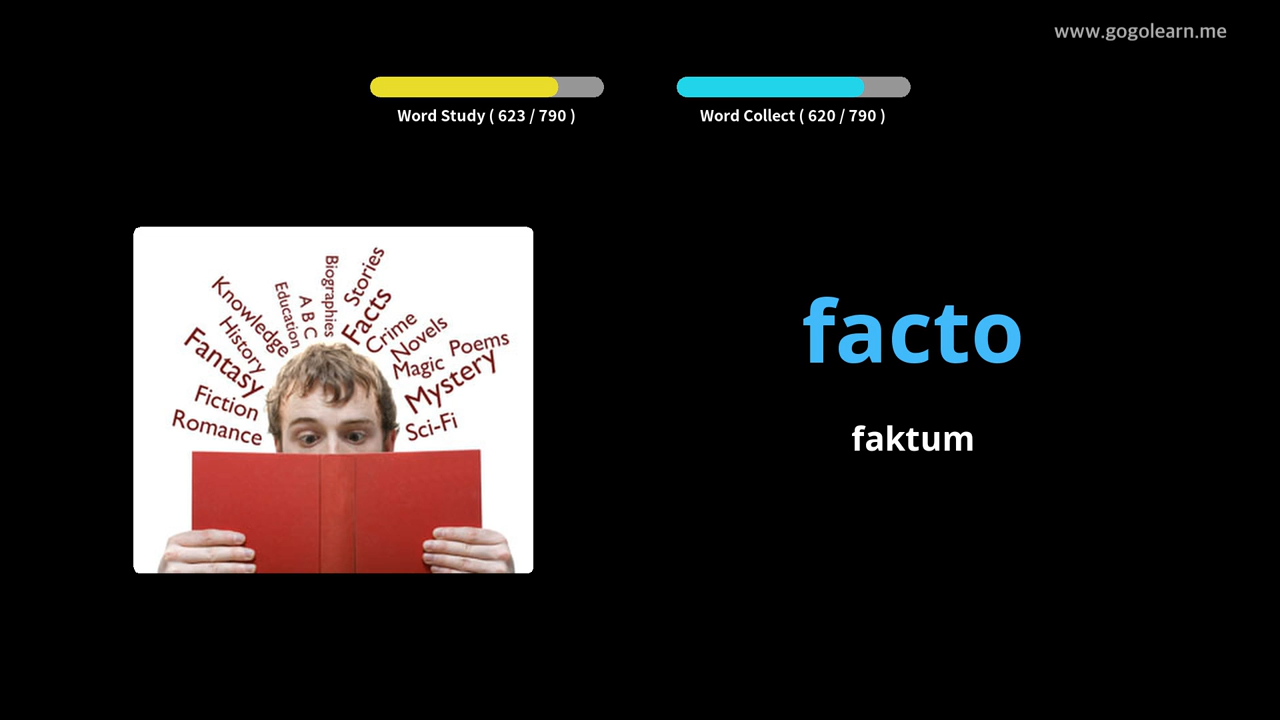 www.gogolearn.me
Word Study ( 623 / 790 )
Word Collect ( 620 / 790 )
Knowledge
Education
A B C
Biographies
Stories
Facts
Crime
Novels
Poems
History
Fantasy
Magic
Mystery
Fiction
Romance
Sci-Fi
facto
faktum